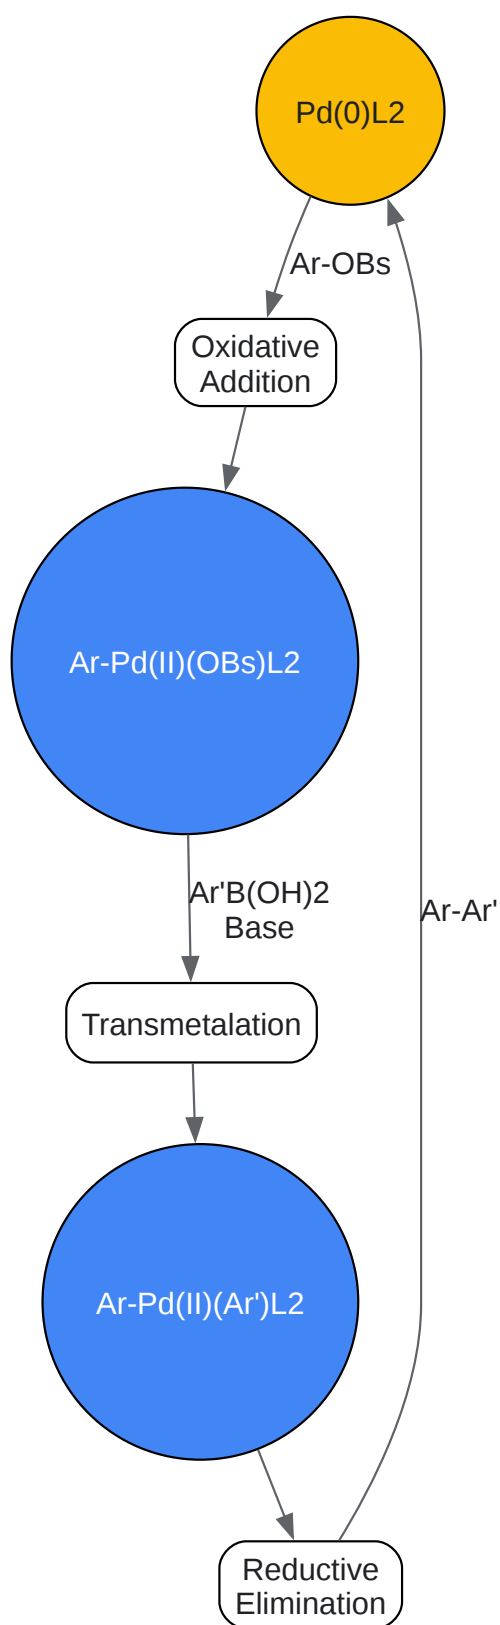 Pd(0)L2
Ar-OBs
Oxidative
Addition
Ar-Pd(II)(OBs)L2
Ar'B(OH)2
Base
Ar-Ar'
Transmetalation
Ar-Pd(II)(Ar')L2
Reductive
Elimination